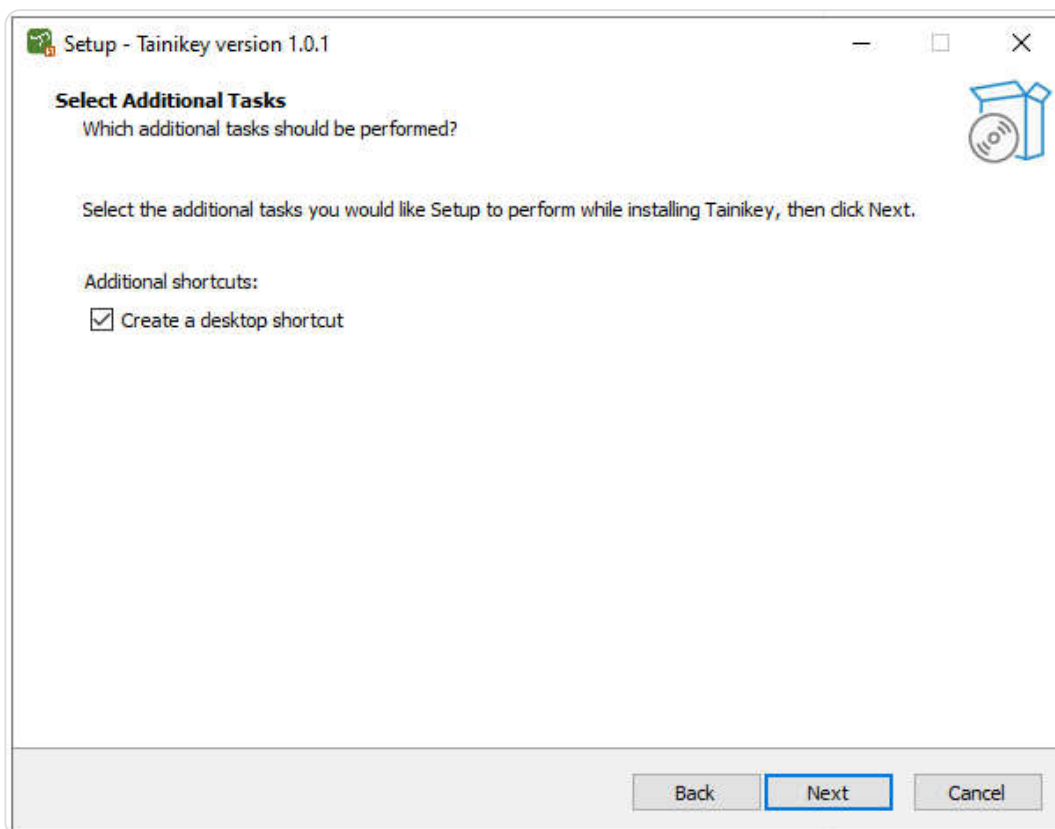 Setup - Tainikey version 1.0.1
Select Additional Tasks
Which additional tasks should be performed?
Select the additional tasks you would like Setup to perform while installing Tainikey, then click Next.
Additional shortcuts:
Create a desktop shortcut
Back Next Cancel